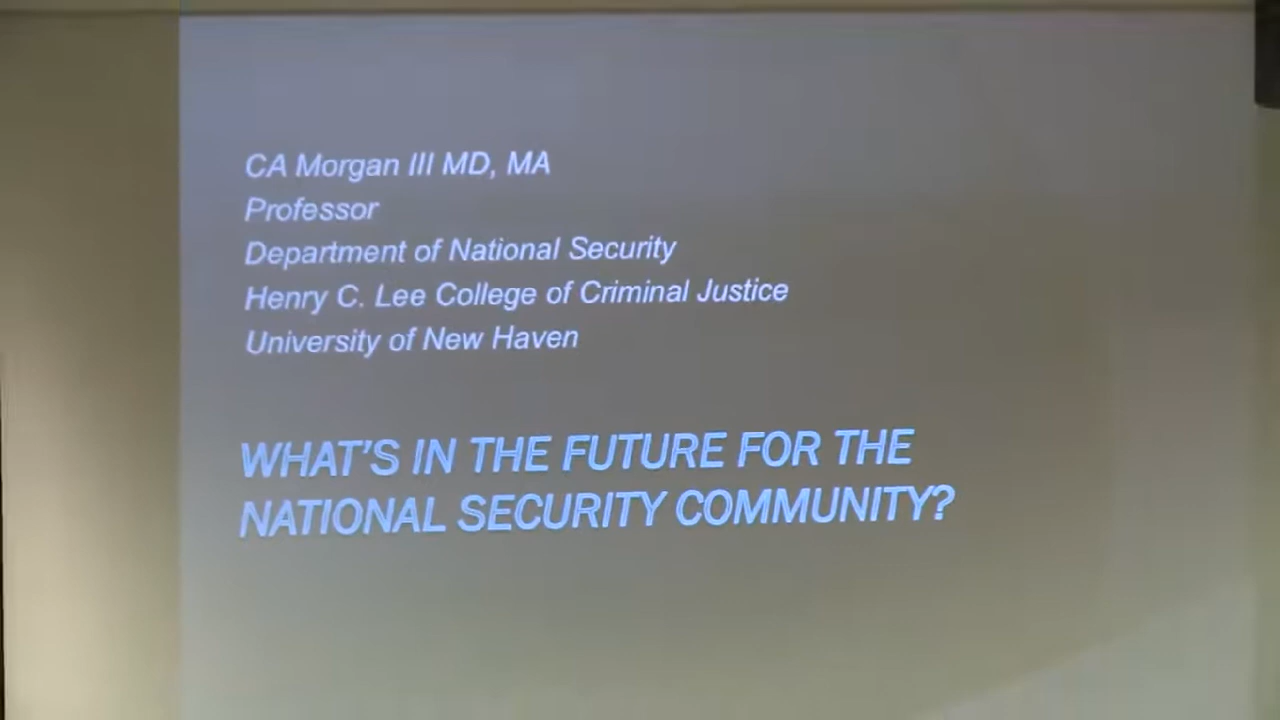 CA Morgan III MD, MA
Professor
Department of National Security
Henry C. Lee College of Criminal Justice
University of New Haven
WHAT'S IN THE FUTURE FOR THE
NATIONAL SECURITY COMMUNITY?